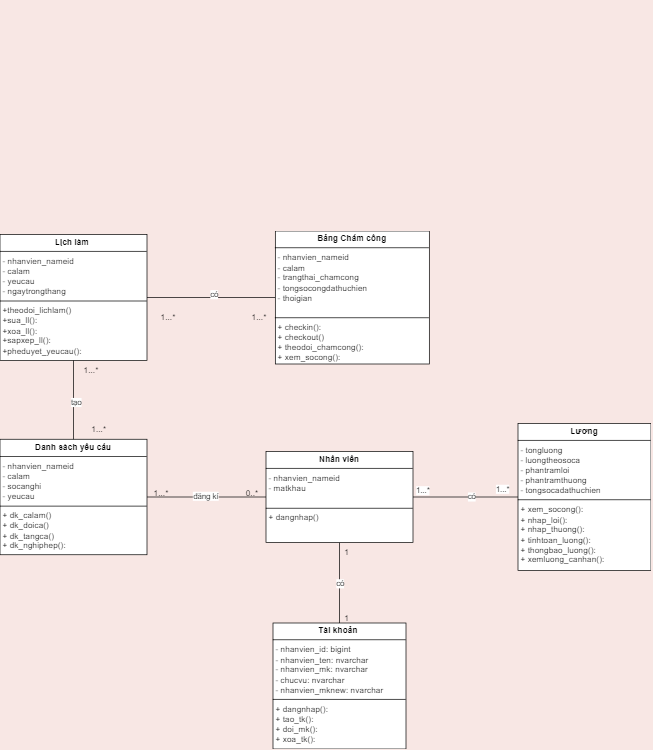 Lịch làm
- nhanvien_nameid
- calam
- yeucau
- ngaytrongthang
+theodoi_lichlam()
+sua_ll():
+xoa_ll():
+sapxep_ll():
+pheduyet_yeucau():
Bảng Chấm công
- nhanvien_nameid
- calam
- trangthai_chamcong
- tongsocongdathuchien
- thoigian
+ checkin():
+ checkout()
+ theodoi_chamcong():
+ xem_socong():
có
1...*
1...*
1...*
tạo
1...*
Danh sách yêu cầu
- nhanvien_nameid
- calam
- socanghi
- yeucau
+ dk_calam()
+ dk_doica()
+ dk_tangca()
+ dk_nghiphep():
1...*
đăng kí
0..*
Nhân viên
- nhanvien_nameid
- matkhau
+ dangnhap()
1...*
có
1...*
Lương
- tongluong
- luongtheosoca
- phantramloi
- phantramthuong
- tongsocadathuchien
+ xem_socong():
+ nhap_loi():
+ nhap_thuong():
+ tinhtoan_luong():
+ thongbao_luong():
+ xemluong_canhan():
1
có
1
Tài khoản
- nhanvien_id: bigint
- nhanvien_ten: nvarchar
- nhanvien_mk: nvarchar
- chucvu: nvarchar
- nhanvien_mknew: nvarchar
+ dangnhap():
+ tao_tk():
+ doi_mk():
+ xoa_tk():